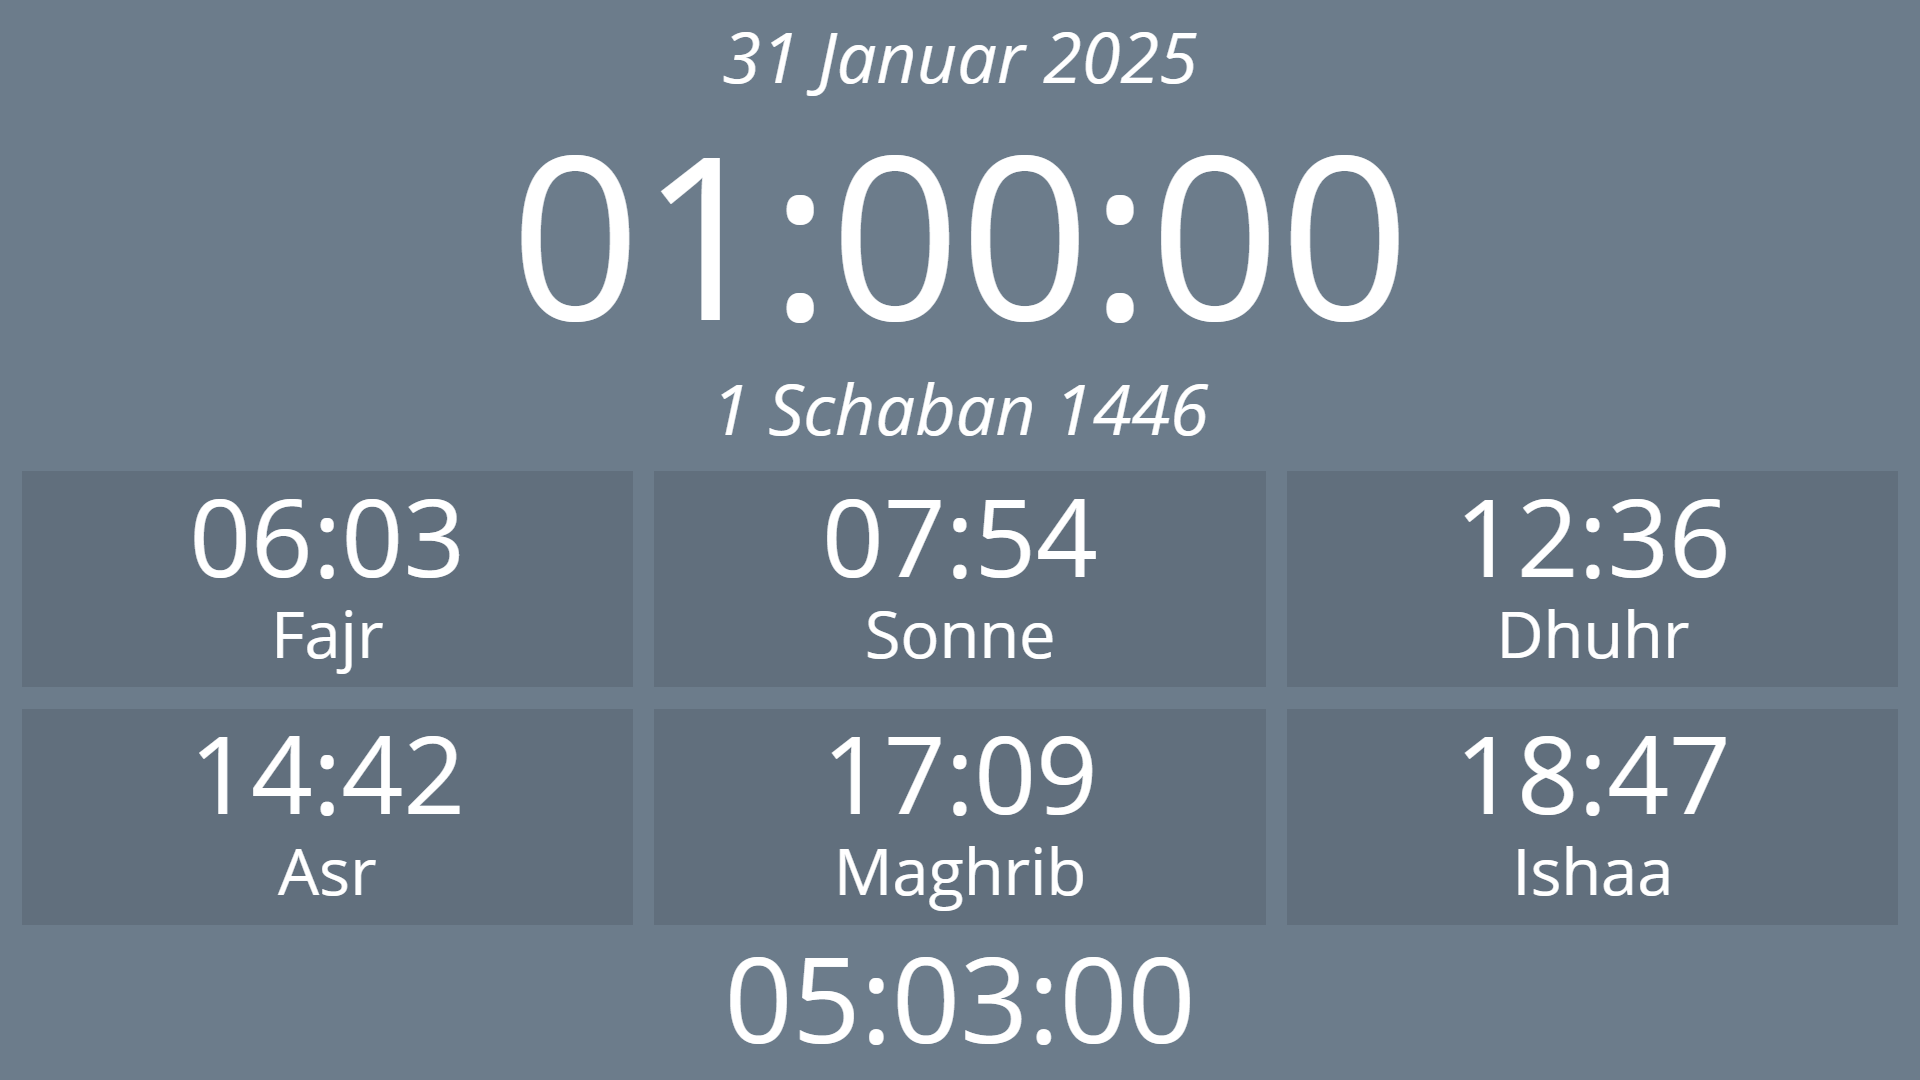 31 Januar 2025
01:00:00
1 Schaban 1446
06:03
Fajr
07:54
Sonne
12:36
Dhuhr
14:42
Asr
17:09
Maghrib
18:47
Ishaa
05:03:00